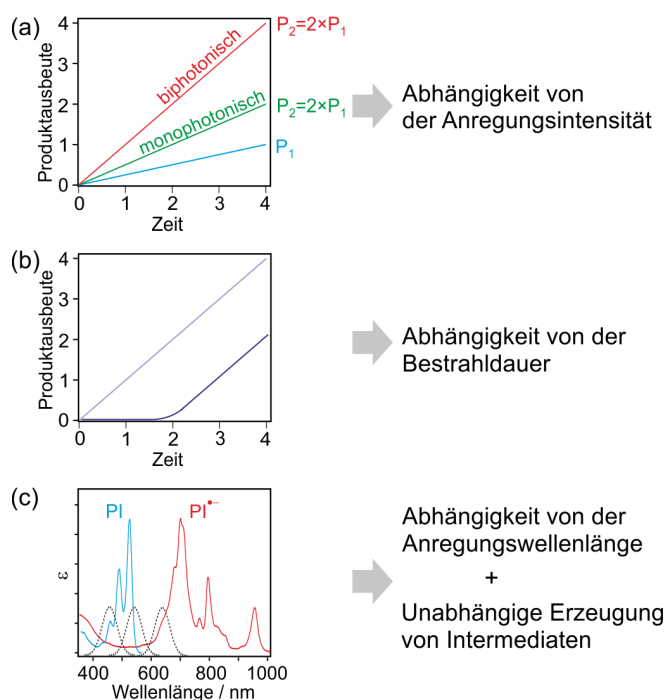 (a)
Produktausbeute
4
3
2
1
0
0 1 2 3 4
Zeit
biphotonisch
monophotonisch
P₂=2×P₁
P₂=2×P₁
P₁
Abhängigkeit von
der Anregungsintensität
(b)
Produktausbeute
4
3
2
1
0
0 1 2 3 4
Zeit
Abhängigkeit von der
Bestrahldauer
(c)
ε
PI
PI•−
400 600 800 1000
Wellenlänge / nm
Abhängigkeit von der
Anregungswellenlänge
+
Unabhängige Erzeugung
von Intermediaten